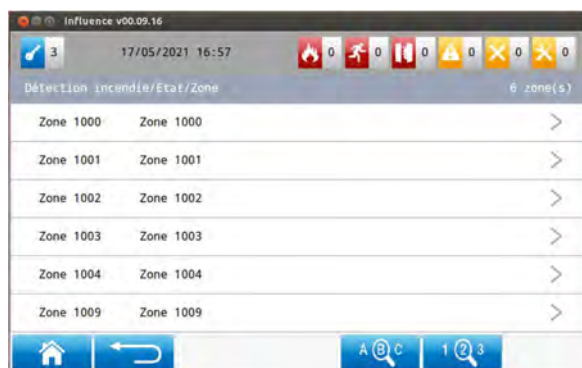 Influence v00.09.16
3 17/05/2021 16:57 0 0 0 0 0 0
Détection incendie/Etat/Zone 6 zone(s)
Zone 1000 Zone 1000
Zone 1001 Zone 1001
Zone 1002 Zone 1002
Zone 1003 Zone 1003
Zone 1004 Zone 1004
Zone 1009 Zone 1009
A B C 1 2 3